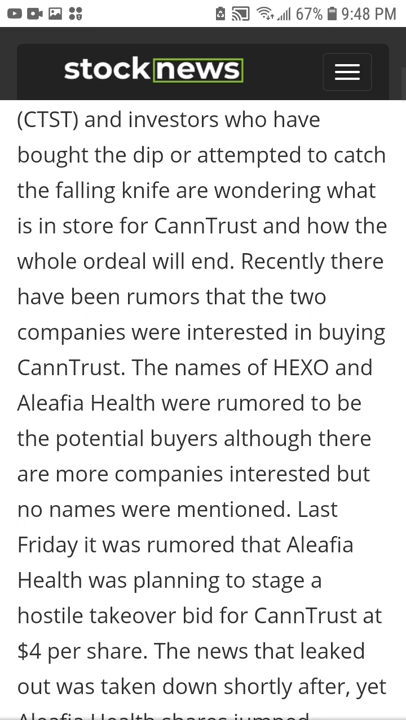 67% 9:48 PM
stocknews
(CTST) and investors who have
bought the dip or attempted to catch
the falling knife are wondering what
is in store for CannTrust and how the
whole ordeal will end. Recently there
have been rumors that the two
companies were interested in buying
CannTrust. The names of HEXO and
Aleafia Health were rumored to be
the potential buyers although there
are more companies interested but
no names were mentioned. Last
Friday it was rumored that Aleafia
Health was planning to stage a
hostile takeover bid for CannTrust at
$4 per share. The news that leaked
out was taken down shortly after, yet
Aleafia Health shares jumped